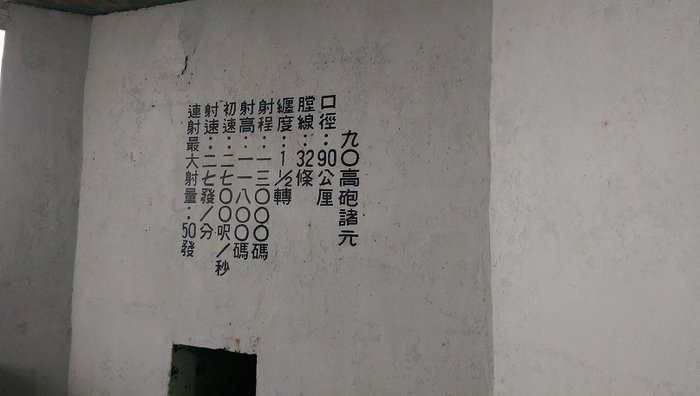 九〇高砲諸元
口徑：90公厘
膛線：32條
纏度：1 1/2轉
射程：一三〇〇〇碼
射高：一一八〇〇碼
初速：二七〇〇呎/秒
射速：二七發/分
連射最大射量：50發